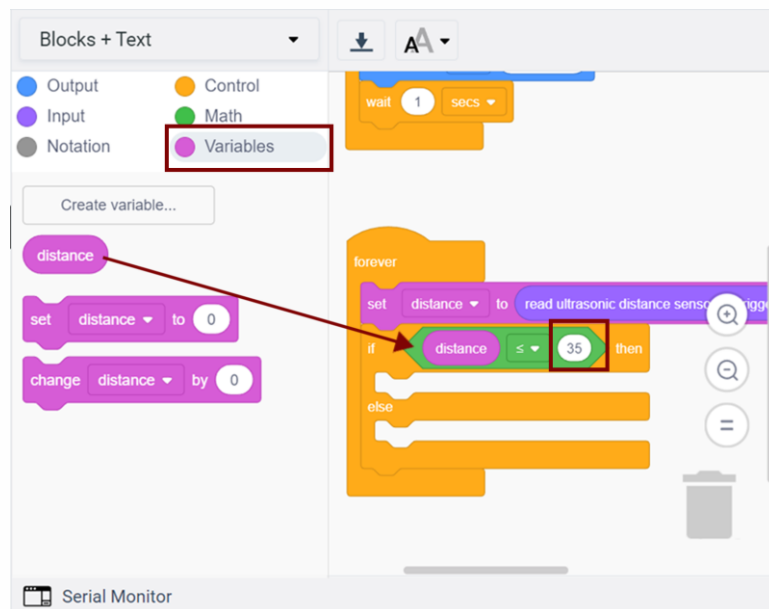 Blocks + Text
AA
Output Control
Input Math
Notation Variables
Create variable...
distance
set distance to 0
change distance by 0
wait 1 secs
forever
set distance to read ultrasonic distance
if distance ≤ 35 then
else
Serial Monitor